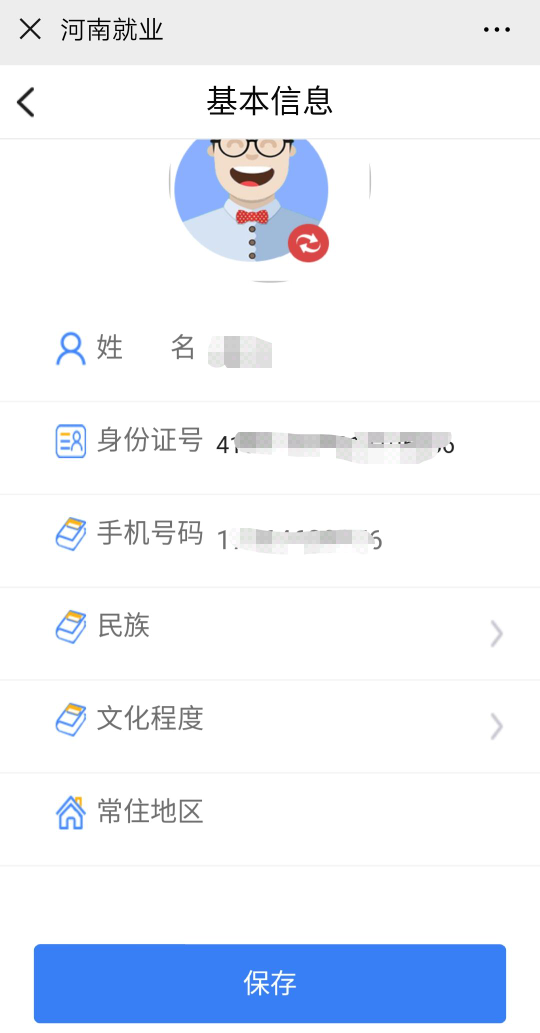 河南就业
基本信息
姓 名
身份证号
手机号码
民族
文化程度
常住地区
保存